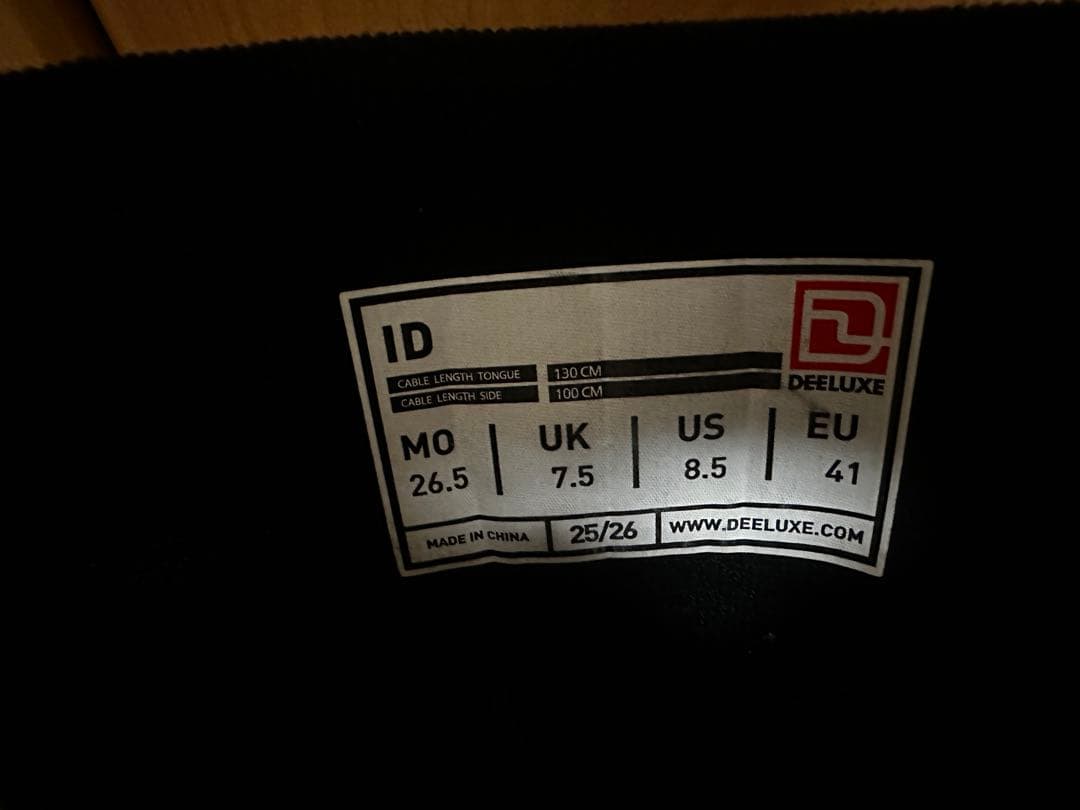 ID
DEELUXE
CABLE LENGTH TONGUE 130 CM
CABLE LENGTH SIDE 100 CM
MO UK US EU
26.5 7.5 8.5 41
MADE IN CHINA 25/26 WWW.DEELUXE.COM